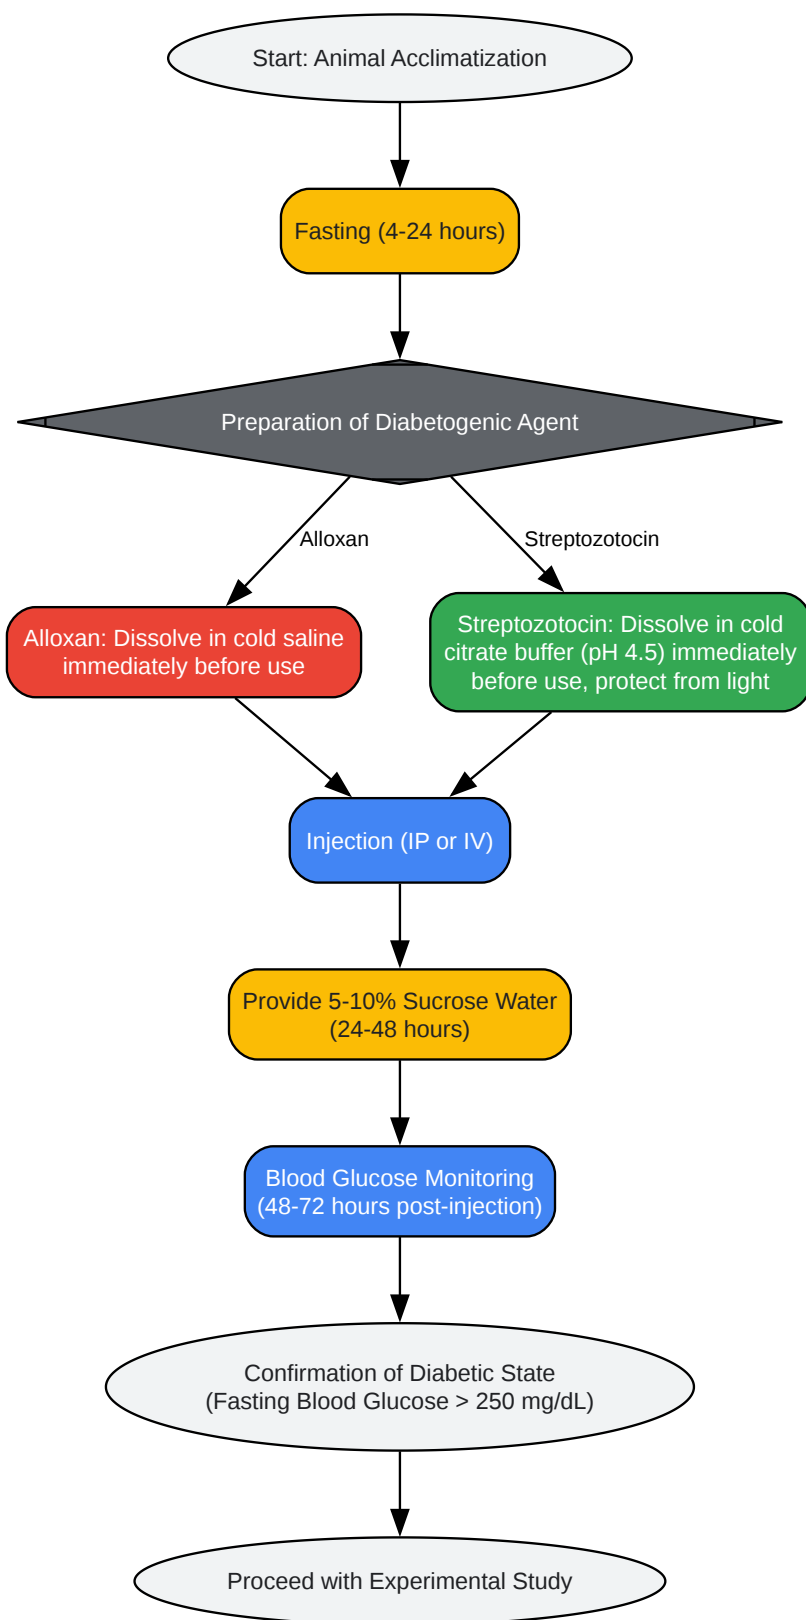 Start: Animal Acclimatization
Fasting (4-24 hours)
Preparation of Diabetogenic Agent
Alloxan
Streptozotocin
Alloxan: Dissolve in cold saline
immediately before use
Streptozotocin: Dissolve in cold
citrate buffer (pH 4.5) immediately
before use, protect from light
Injection (IP or IV)
Provide 5-10% Sucrose Water
(24-48 hours)
Blood Glucose Monitoring
(48-72 hours post-injection)
Confirmation of Diabetic State
(Fasting Blood Glucose > 250 mg/dL)
Proceed with Experimental Study